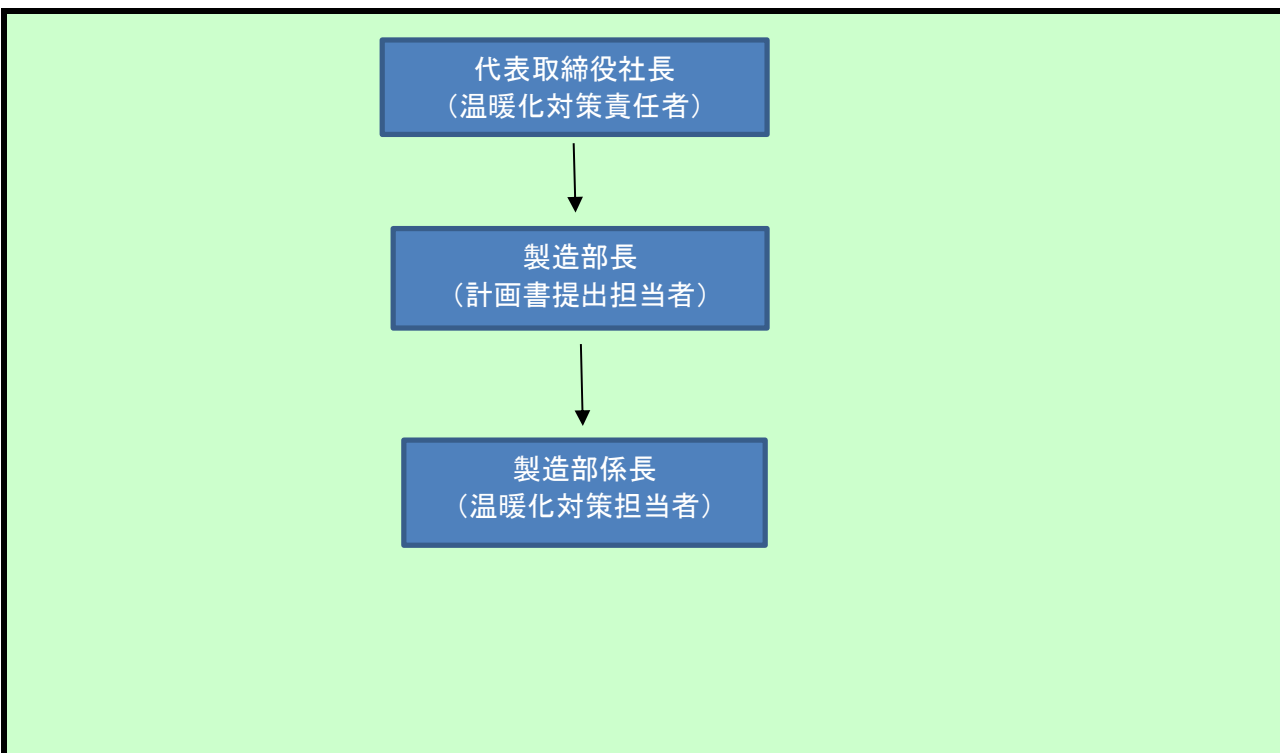 代表取締役社長
（温暖化対策責任者）
製造部長
（計画書提出担当者）
製造部係長
（温暖化対策担当者）